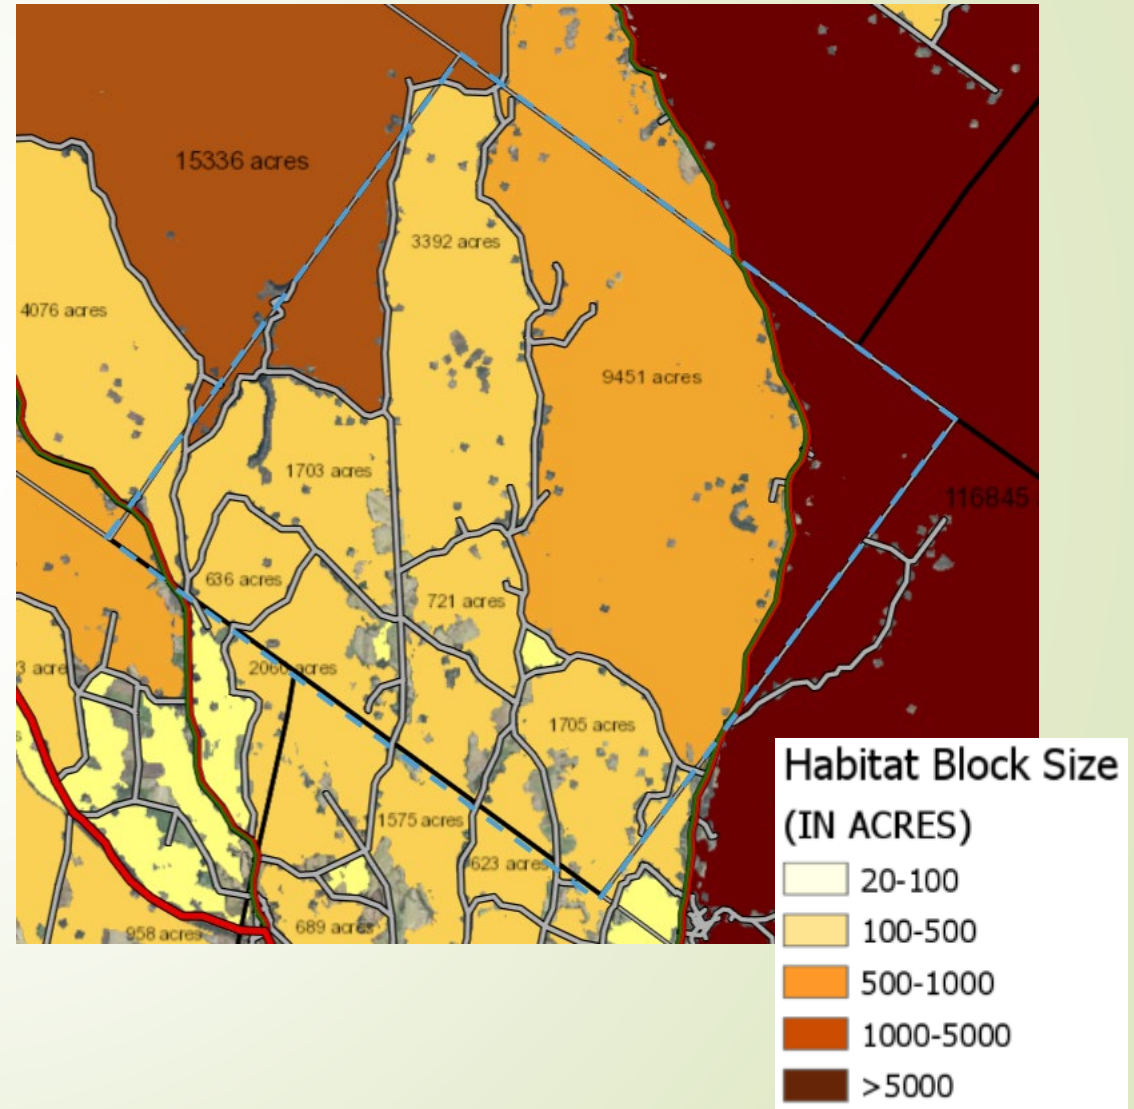 15336 acres
3392 acres
4076 acres
9451 acres
1703 acres
116845
636 acres
721 acres
3 acre
2060 acres
1705 acres
s
1575 acres
623 acres
689 acres
958 acres
Habitat Block Size
(IN ACRES)
20-100
100-500
500-1000
1000-5000
>5000